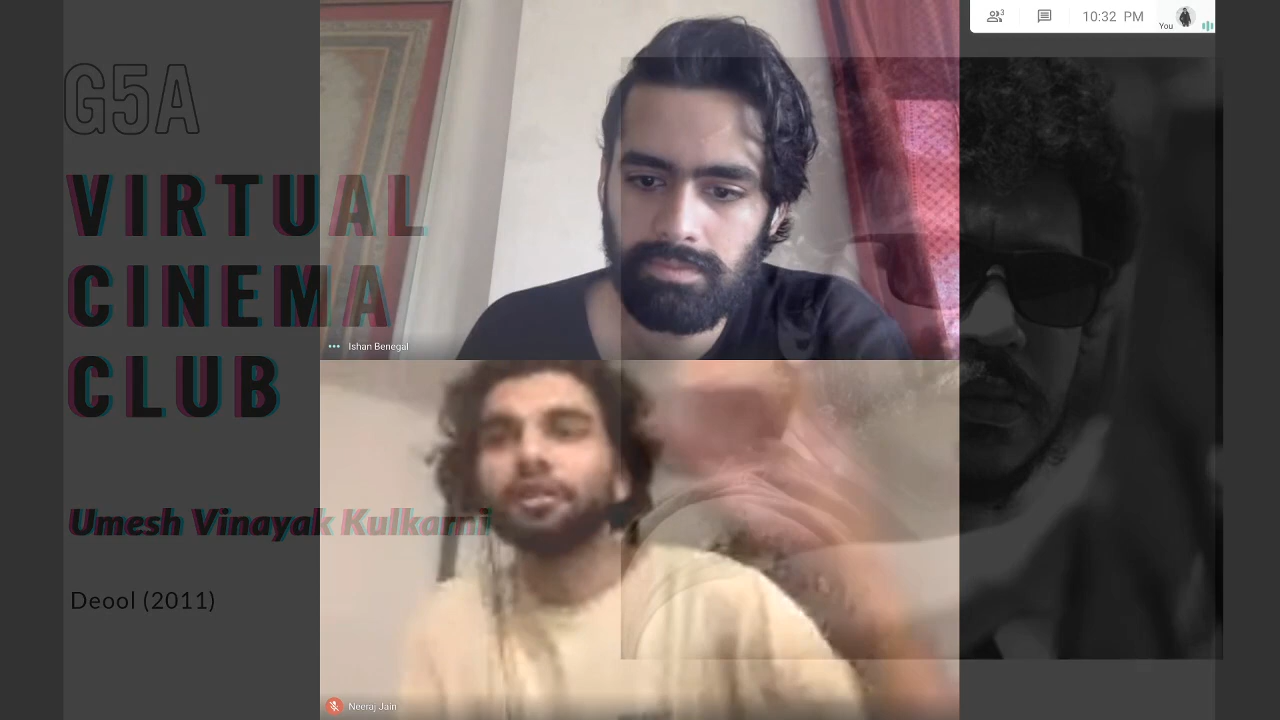 G5A
VIRTUAL
CINEMA
CLUB
Umesh Vinayak Kulkarni
Deool (2011)
3
10:32 PM
You
Ishan Benegal
Neeraj Jain